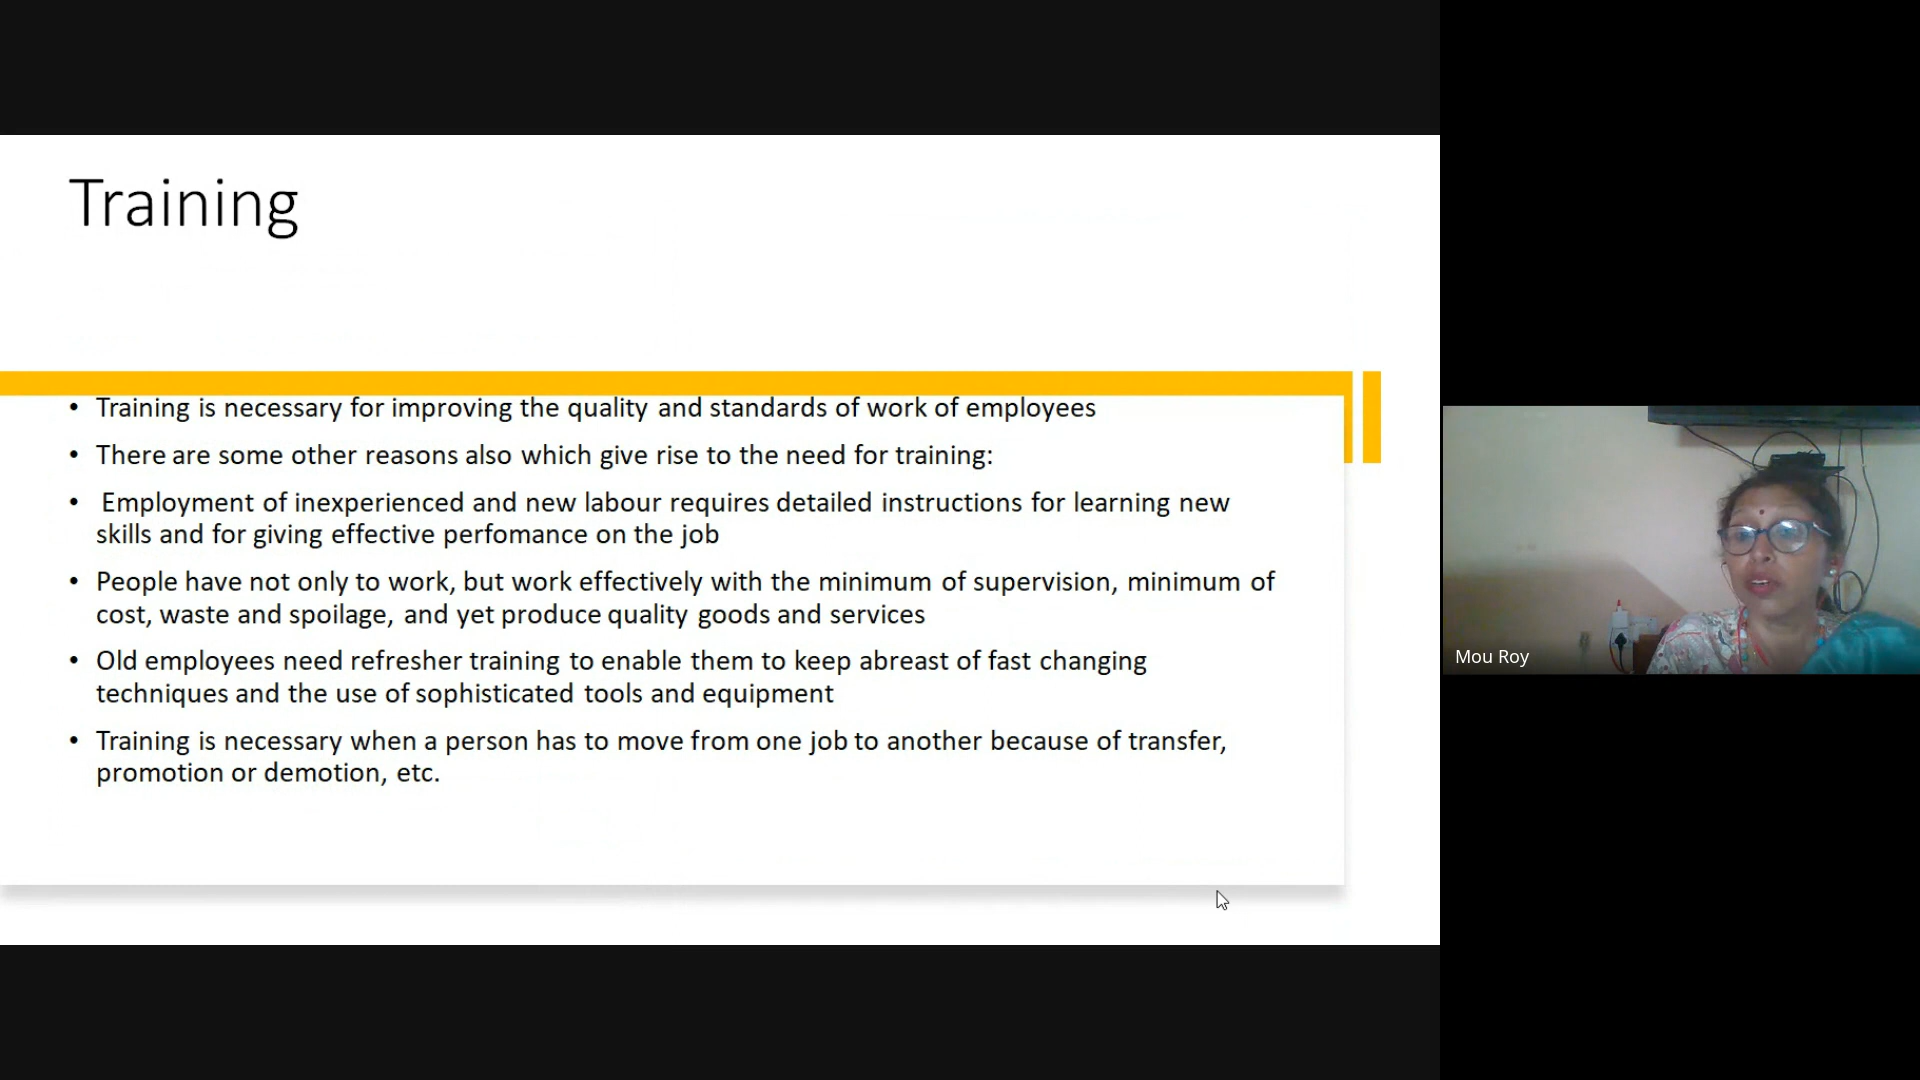 Training
• Training is necessary for improving the quality and standards of work of employees
• There are some other reasons also which give rise to the need for training:
• Employment of inexperienced and new labour requires detailed instructions for learning new
skills and for giving effective perfomance on the job
• People have not only to work, but work effectively with the minimum of supervision, minimum of
cost, waste and spoilage, and yet produce quality goods and services
• Old employees need refresher training to enable them to keep abreast of fast changing
techniques and the use of sophisticated tools and equipment
• Training is necessary when a person has to move from one job to another because of transfer,
promotion or demotion, etc.
Mou Roy